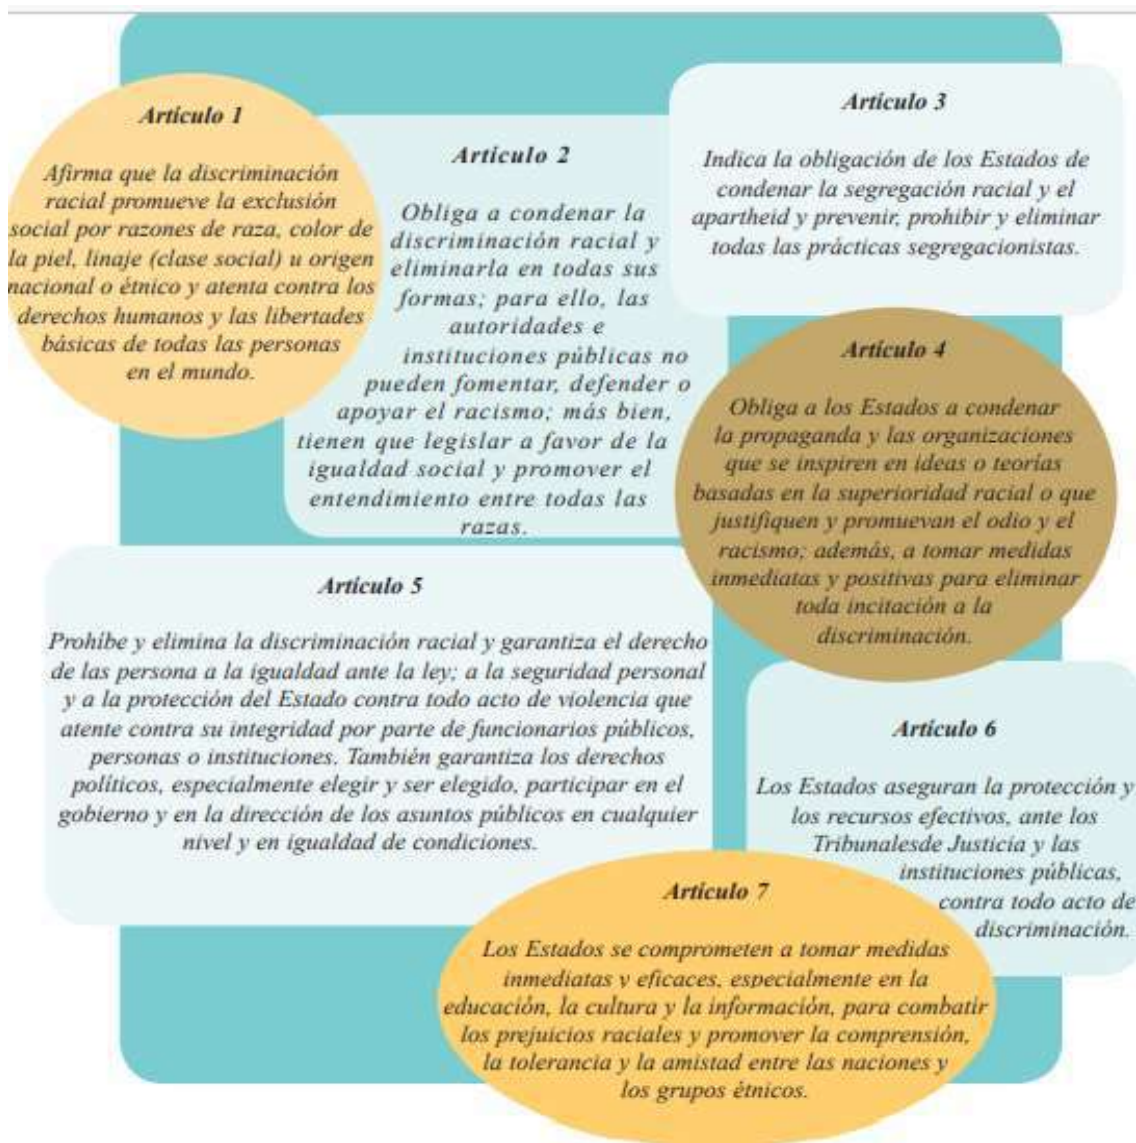 Artículo 1
Afirma que la discriminación
racial promueve la exclusión
social por razones de raza, color de
la piel, linaje (clase social) u origen
nacional o étnico y atenta contra los
derechos humanos y las libertades
básicas de todas las personas
en el mundo.
Artículo 2
Obliga a condenar la
discriminación racial y
eliminarla en todas sus
formas; para ello, las
autoridades e
instituciones públicas no
pueden fomentar, defender o
apoyar el racismo; más bien,
tienen que legislar a favor de la
igualdad social y promover el
entendimiento entre todas las
razas.
Artículo 3
Indica la obligación de los Estados de
condenar la segregación racial y el
apartheid y prevenir, prohibir y eliminar
todas las prácticas segregacionistas.
Artículo 4
Obliga a los Estados a condenar
la propaganda y las organizaciones
que se inspiren en ideas o teorías
basadas en la superioridad racial o que
justifiquen y promuevan el odio y el
racismo; además, a tomar medidas
inmediatas y positivas para eliminar
toda incitación a la
discriminación.
Artículo 5
Prohíbe y elimina la discriminación racial y garantiza el derecho
de las persona a la igualdad ante la ley; a la seguridad personal
y a la protección del Estado contra todo acto de violencia que
atente contra su integridad por parte de funcionarios públicos,
personas o instituciones. También garantiza los derechos
políticos, especialmente elegir y ser elegido, participar en el
gobierno y en la dirección de los asuntos públicos en cualquier
nivel y en igualdad de condiciones.
Artículo 6
Los Estados aseguran la protección y
los recursos efectivos, ante los
Tribunalesde Justicia y las
instituciones públicas,
contra todo acto de
discriminación.
Artículo 7
Los Estados se comprometen a tomar medidas
inmediatas y eficaces, especialmente en la
educación, la cultura y la información, para combatir
los prejuicios raciales y promover la comprensión,
la tolerancia y la amistad entre las naciones y
los grupos étnicos.